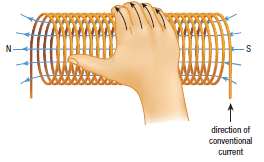 N
S
direction of
conventional
current